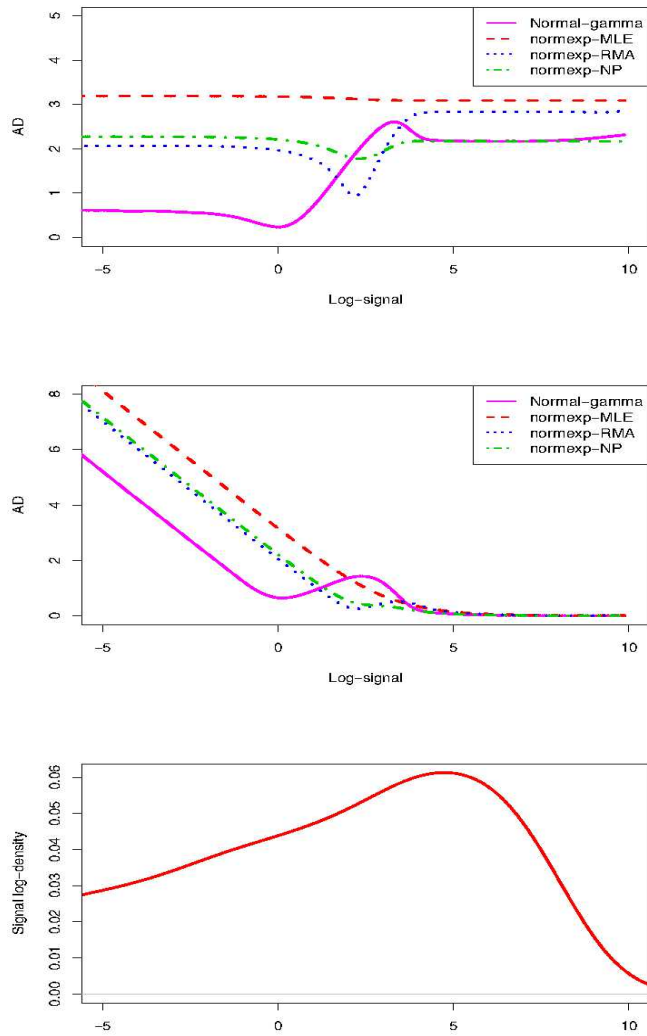 5
4
3
2
1
0
AD
Normal-gamma
normexp-MLE
normexp-RMA
normexp-NP
-5
0
5
10
Log-signal
8
6
4
2
0
AD
Normal-gamma
normexp-MLE
normexp-RMA
normexp-NP
-5
0
5
10
Log-signal
0.06
0.05
0.04
0.03
0.02
0.01
0.00
Signal log-density
-5
0
5
10